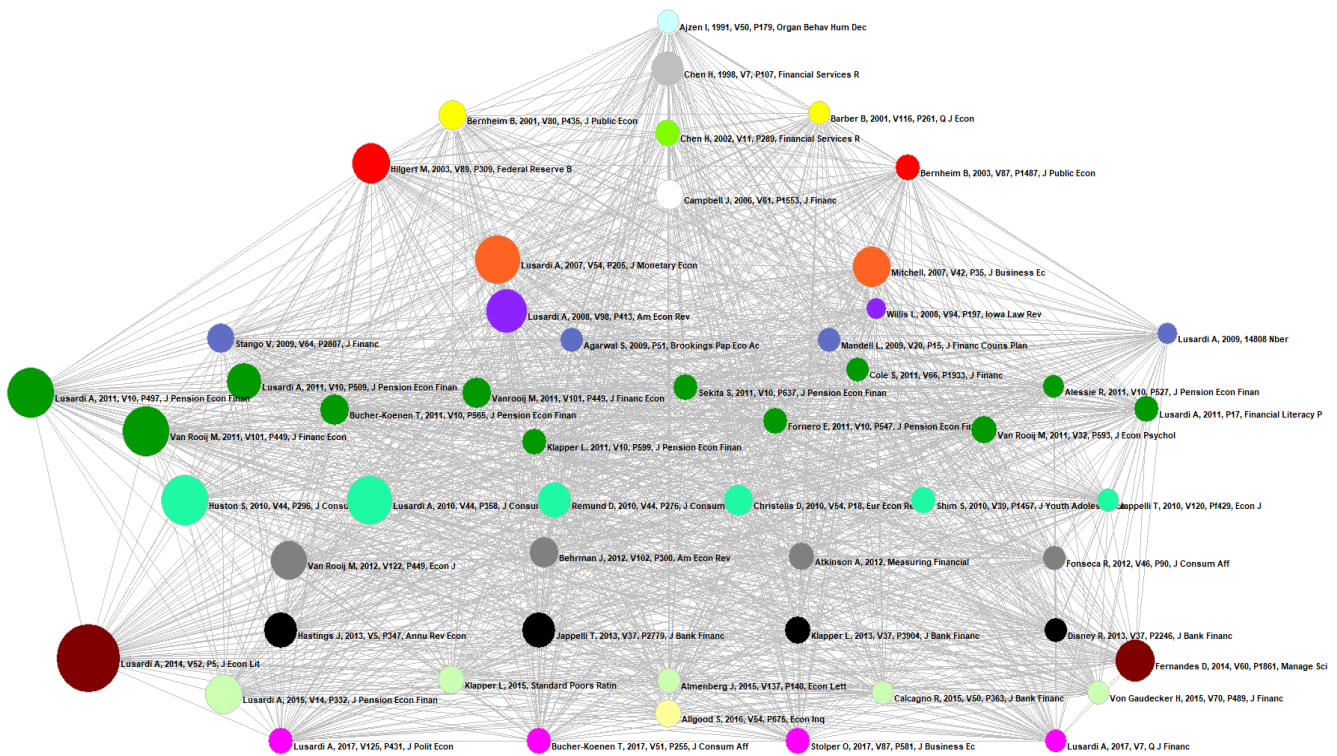 Ajzen I, 1991, V50, P179, Organ Behav Hum Dec
Chen H, 1998, V7, P107, Financial Services R
Bernheim B, 2001, V80, P435, J Public Econ
Barber B, 2001, V116, P261, Q J Econ
Chen H, 2002, V11, P289, Financial Services R
Hilgert M, 2003, V89, P309, Federal Reserve B
Bernheim B, 2003, V87, P1487, J Public Econ
Campbell J, 2006, V61, P1553, J Financ
Lusardi A, 2007, V54, P205, J Monetary Econ
Mitchell, 2007, V42, P35, J Business Ec
Lusardi A, 2008, V98, P413, Am Econ Rev
Willis L, 2008, V94, P197, Iowa Law Rev
Stango V, 2009, V64, P2807, J Financ
Agarwal S, 2009, P51, Brookings Pap Eco Ac
Mandell L, 2009, V20, P15, J Financ Couns Plan
Lusardi A, 2009, 14808 Nber
Cole S, 2011, V66, P1933, J Financ
Lusardi A, 2011, V10, P509, J Pension Econ Finan
Lusardi A, 2011, V10, P497, J Pension Econ Finan
Vanrooij M, 2011, V101, P449, J Financ Econ
Sekita S, 2011, V10, P637, J Pension Econ Finan
Alessie R, 2011, V10, P527, J Pension Econ Finan
Bucher-Koenen T, 2011, V10, P565, J Pension Econ Finan
Lusardi A, 2011, P17, Financial Literacy P
Van Rooij M, 2011, V101, P449, J Financ Econ
Fornero E, 2011, V10, P547, J Pension Econ Fin
Van Rooij M, 2011, V32, P593, J Econ Psychol
Klapper L, 2011, V10, P599, J Pension Econ Finan
Huston S, 2010, V44, P296, J Consum
Lusardi A, 2010, V44, P358, J Consum
Remund D, 2010, V44, P276, J Consum
Christelis D, 2010, V54, P18, Eur Econ Re
Shim S, 2010, V39, P1457, J Youth Adoles
Jappelli T, 2010, V120, Pf429, Econ J
Van Rooij M, 2012, V122, P449, Econ J
Behrman J, 2012, V102, P300, Am Econ Rev
Atkinson A, 2012, Measuring Financial
Fonseca R, 2012, V46, P90, J Consum Aff
Hastings J, 2013, V5, P347, Annu Rev Econ
Jappelli T, 2013, V37, P2779, J Bank Financ
Klapper L, 2013, V37, P3904, J Bank Financ
Disney R, 2013, V37, P2246, J Bank Financ
Lusardi A, 2014, V52, P5, J Econ Lit
Fernandes D, 2014, V60, P1861, Manage Sci
Lusardi A, 2015, V14, P332, J Pension Econ Finan
Klapper L, 2015, Standard Poors Ratin
Almenberg J, 2015, V137, P140, Econ Lett
Calcagno R, 2015, V50, P363, J Bank Financ
Von Gaudecker H, 2015, V70, P489, J Financ
Allgood S, 2016, V54, P675, Econ Inq
Lusardi A, 2017, V125, P431, J Polit Econ
Bucher-Koenen T, 2017, V51, P255, J Consum Aff
Stolper O, 2017, V87, P581, J Business Ec
Lusardi A, 2017, V7, Q J Financ